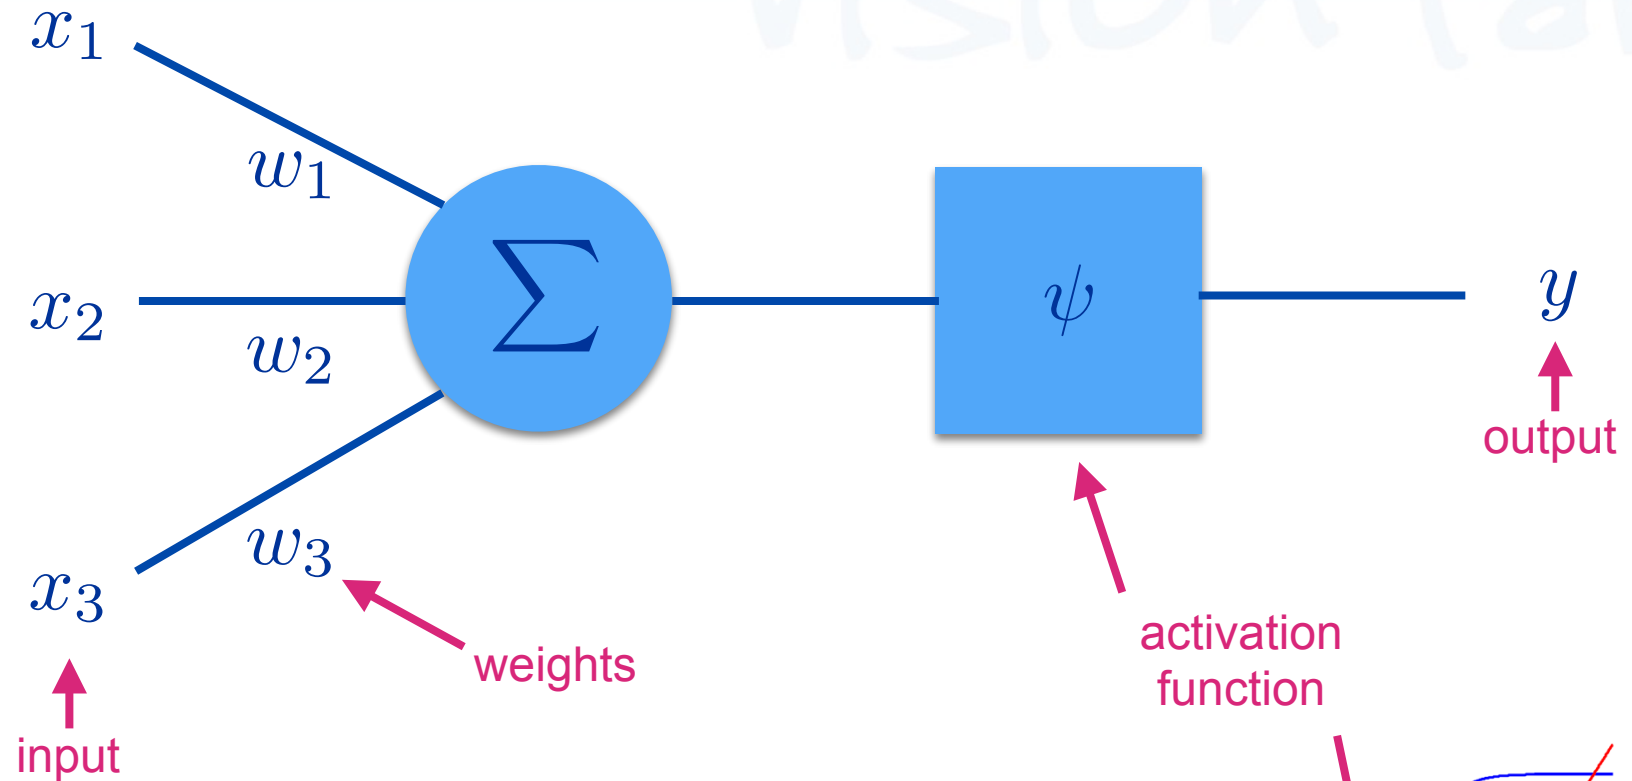 x₁
w₁
∑
ψ
y
x₂
w₂
output
w₃
x₃
weights
activation
function
input